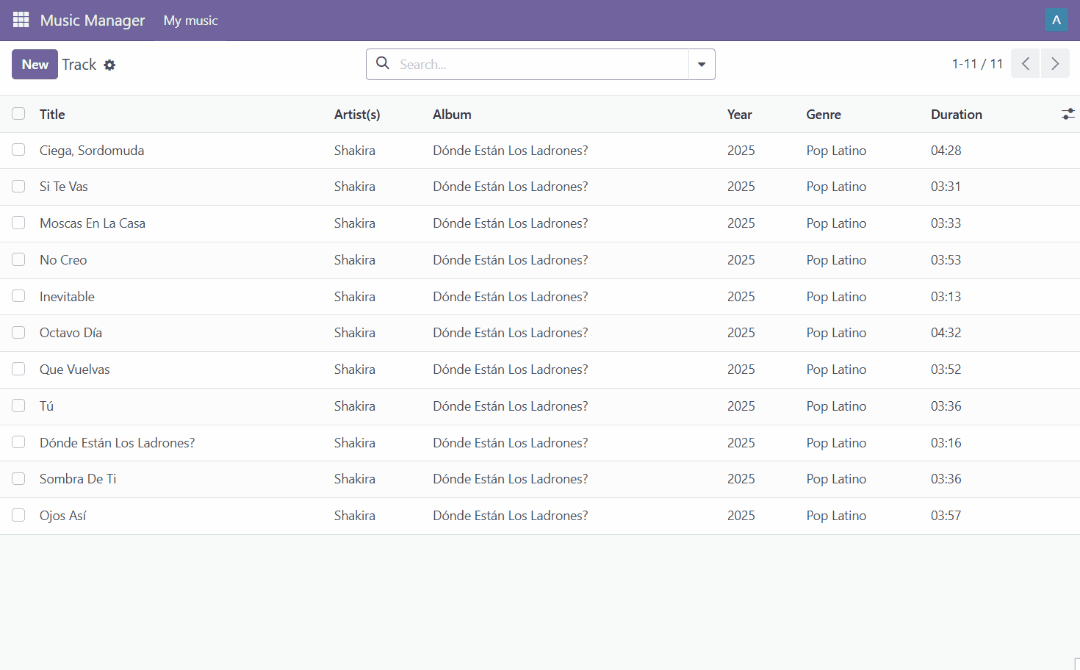 Music Manager My music A
New Track Search... 1-11 / 11
Title Artist(s) Album Year Genre Duration
Ciega, Sordomuda Shakira Dónde Están Los Ladrones? 2025 Pop Latino 04:28
Si Te Vas Shakira Dónde Están Los Ladrones? 2025 Pop Latino 03:31
Moscas En La Casa Shakira Dónde Están Los Ladrones? 2025 Pop Latino 03:33
No Creo Shakira Dónde Están Los Ladrones? 2025 Pop Latino 03:53
Inevitable Shakira Dónde Están Los Ladrones? 2025 Pop Latino 03:13
Octavo Día Shakira Dónde Están Los Ladrones? 2025 Pop Latino 04:32
Que Vuelvas Shakira Dónde Están Los Ladrones? 2025 Pop Latino 03:52
Tú Shakira Dónde Están Los Ladrones? 2025 Pop Latino 03:36
Dónde Están Los Ladrones? Shakira Dónde Están Los Ladrones? 2025 Pop Latino 03:16
Sombra De Ti Shakira Dónde Están Los Ladrones? 2025 Pop Latino 03:36
Ojos Así Shakira Dónde Están Los Ladrones? 2025 Pop Latino 03:57